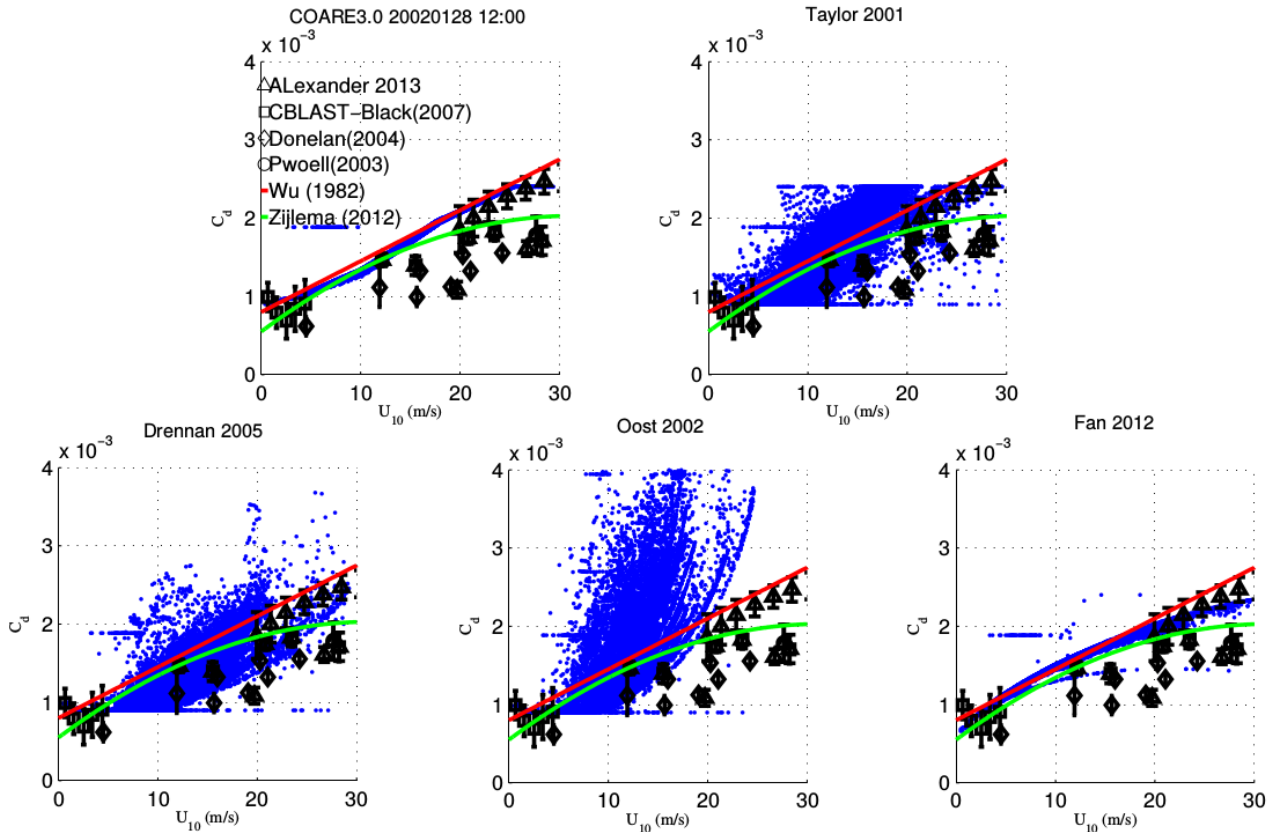 COARE3.0 20020128 12:00
x 10⁻³
4
3
2
1
0
C_d
0 10 20 30
U_10 (m/s)
ALexander 2013
CBLAST−Black(2007)
Donelan(2004)
Pwoell(2003)
Wu (1982)
Zijlema (2012)
Taylor 2001
x 10⁻³
4
3
2
1
0
C_d
0 10 20 30
U_10 (m/s)
Drennan 2005
x 10⁻³
4
3
2
1
0
C_d
0 10 20 30
U_10 (m/s)
Oost 2002
x 10⁻³
4
3
2
1
0
C_d
0 10 20 30
U_10 (m/s)
Fan 2012
x 10⁻³
4
3
2
1
0
C_d
0 10 20 30
U_10 (m/s)